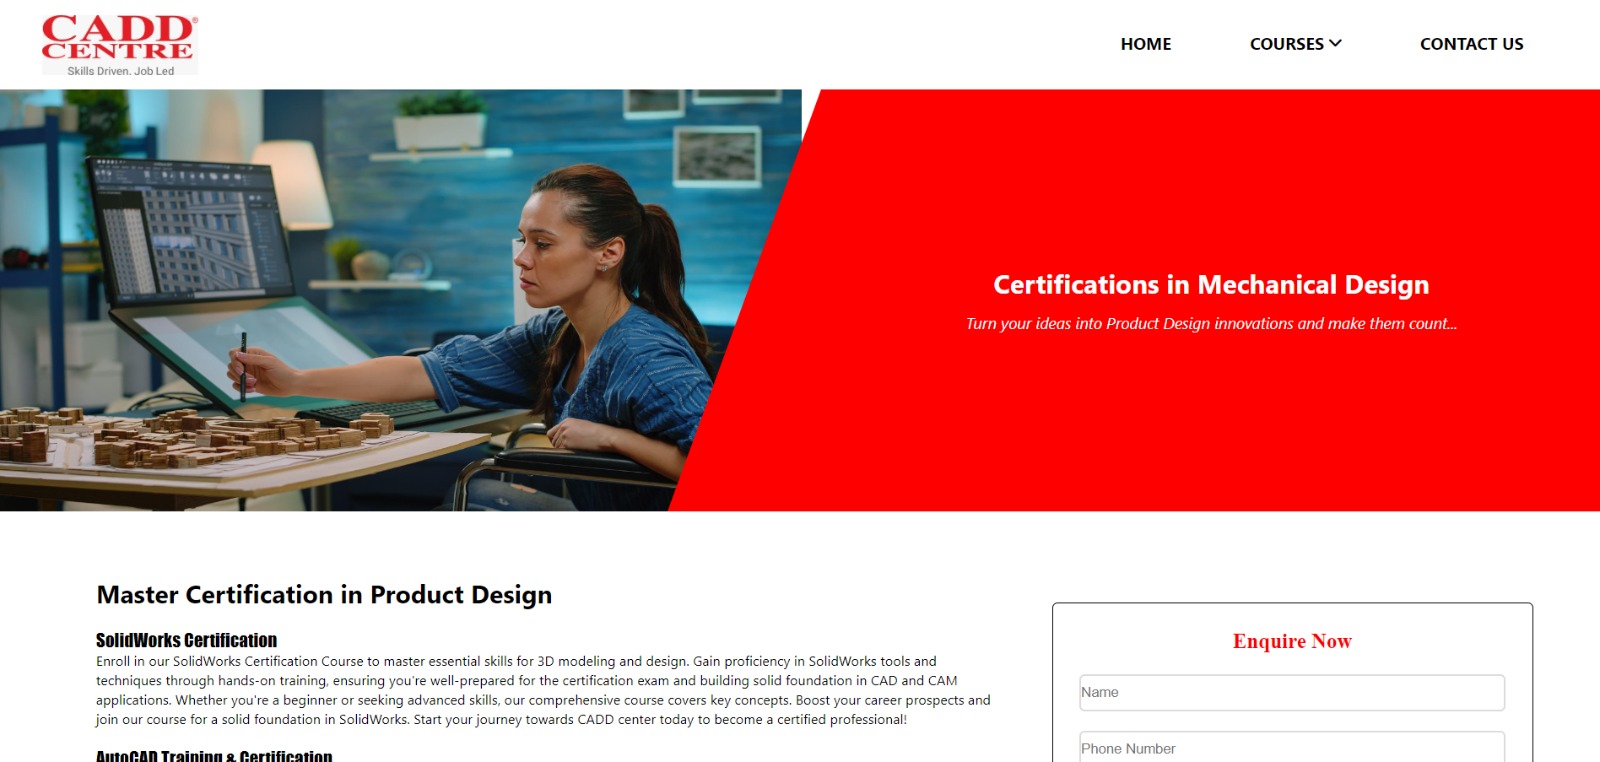 CADD®
CENTRE
Skills Driven. Job Led
HOME
COURSES
CONTACT US
Certifications in Mechanical Design
Turn your ideas into Product Design innovations and make them count...
Master Certification in Product Design
SolidWorks Certification
Enroll in our SolidWorks Certification Course to master essential skills for 3D modeling and design. Gain proficiency in SolidWorks tools and
techniques through hands-on training, ensuring you're well-prepared for the certification exam and building solid foundation in CAD and CAM
applications. Whether you're a beginner or seeking advanced skills, our comprehensive course covers key concepts. Boost your career prospects and
join our course for a solid foundation in SolidWorks. Start your journey towards CADD center today to become a certified professional!
AutoCAD Training & Certification
Enquire Now
Name
Phone Number